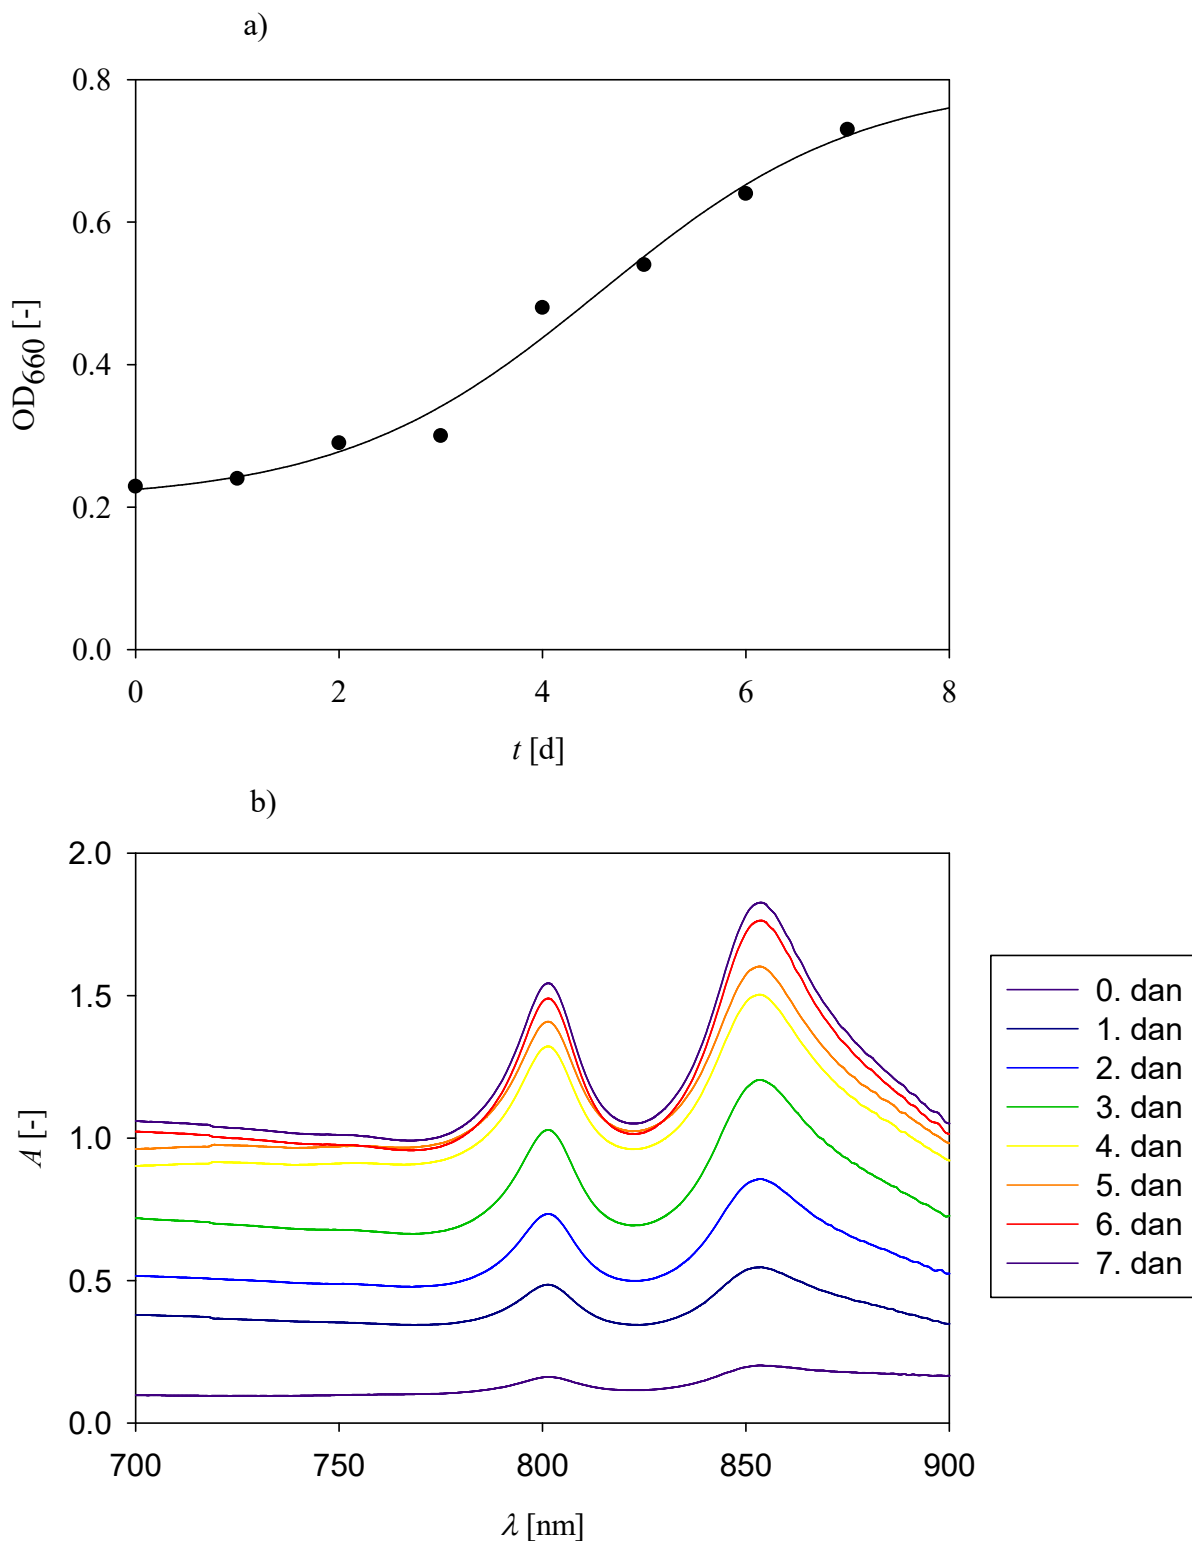 a)
0.8
0.6
0.4
0.2
0.0
OD660 [-]
0 2 4 6 8
t [d]
b)
2.0
1.5
1.0
0.5
0.0
A [-]
700 750 800 850 900
λ [nm]
0. dan
1. dan
2. dan
3. dan
4. dan
5. dan
6. dan
7. dan